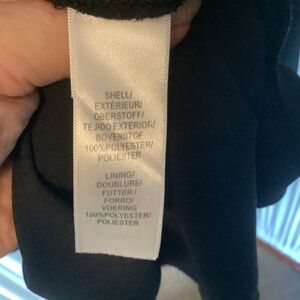 SHELL/
EXTÉRIEUR/
OBERSTOFF/
TEJIDO EXTERIOR/
BOVENSTOF
100%POLYESTER/
POLIESTER
LINING/
DOUBLURE/
FUTTER/
FORRO/
VOERING
100%POLYESTER/
POLIESTER